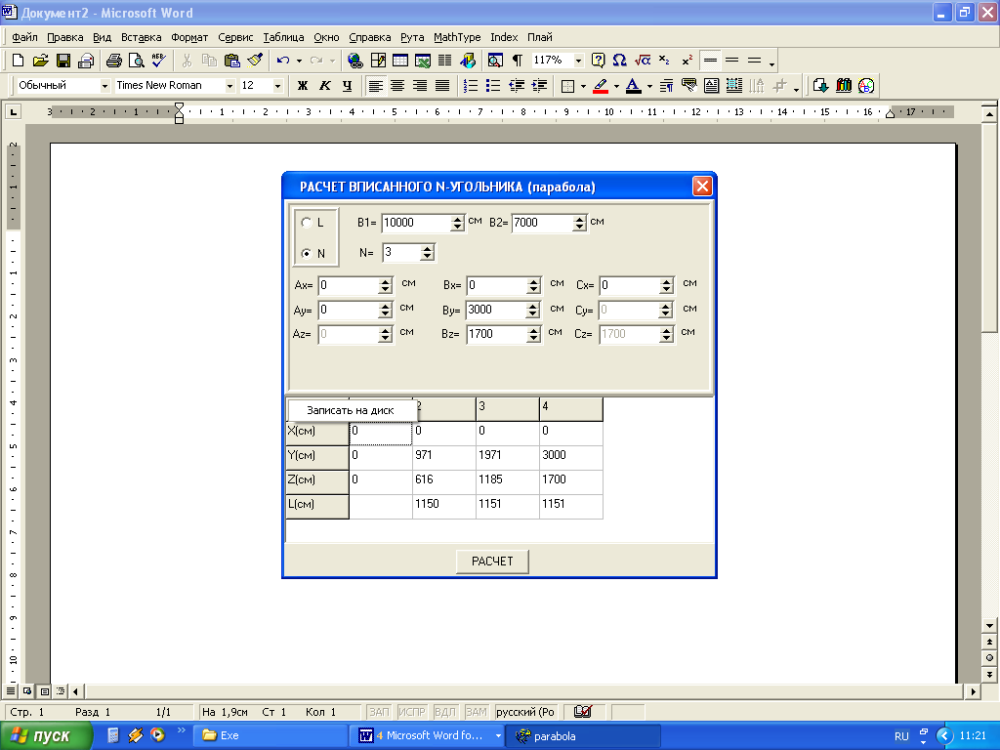 Документ2 - Microsoft Word
Файл Правка Вид Вставка Формат Сервис Таблица Окно Справка Рута MathType Index Плай
117%
Обычный Times New Roman 12 Ж К Ч
3 2 1 1 2 3 4 5 6 7 8 9 10 11 12 13 14 15 16 17
РАСЧЕТ ВПИСАННОГО N-УГОЛЬНИКА (парабола)
L B1= 10000 см B2= 7000 см
N N= 3
Ax= 0 см Bx= 0 см Cx= 0 см
Ay= 0 см By= 3000 см Cy= 0 см
Az= 0 см Bz= 1700 см Cz= 1700 см
Записать на диск 2 3 4
X(см) 0 0 0 0
Y(см) 0 971 1971 3000
Z(см) 0 616 1185 1700
L(см) 1150 1151 1151
РАСЧЕТ
Стр. 1 Разд 1 1/1 На 1,9см Ст 1 Кол 1 ЗАП ИСПР ВДЛ ЗАМ русский (Ро
пуск Exe 4 Microsoft Word fo... parabola RU 11:21